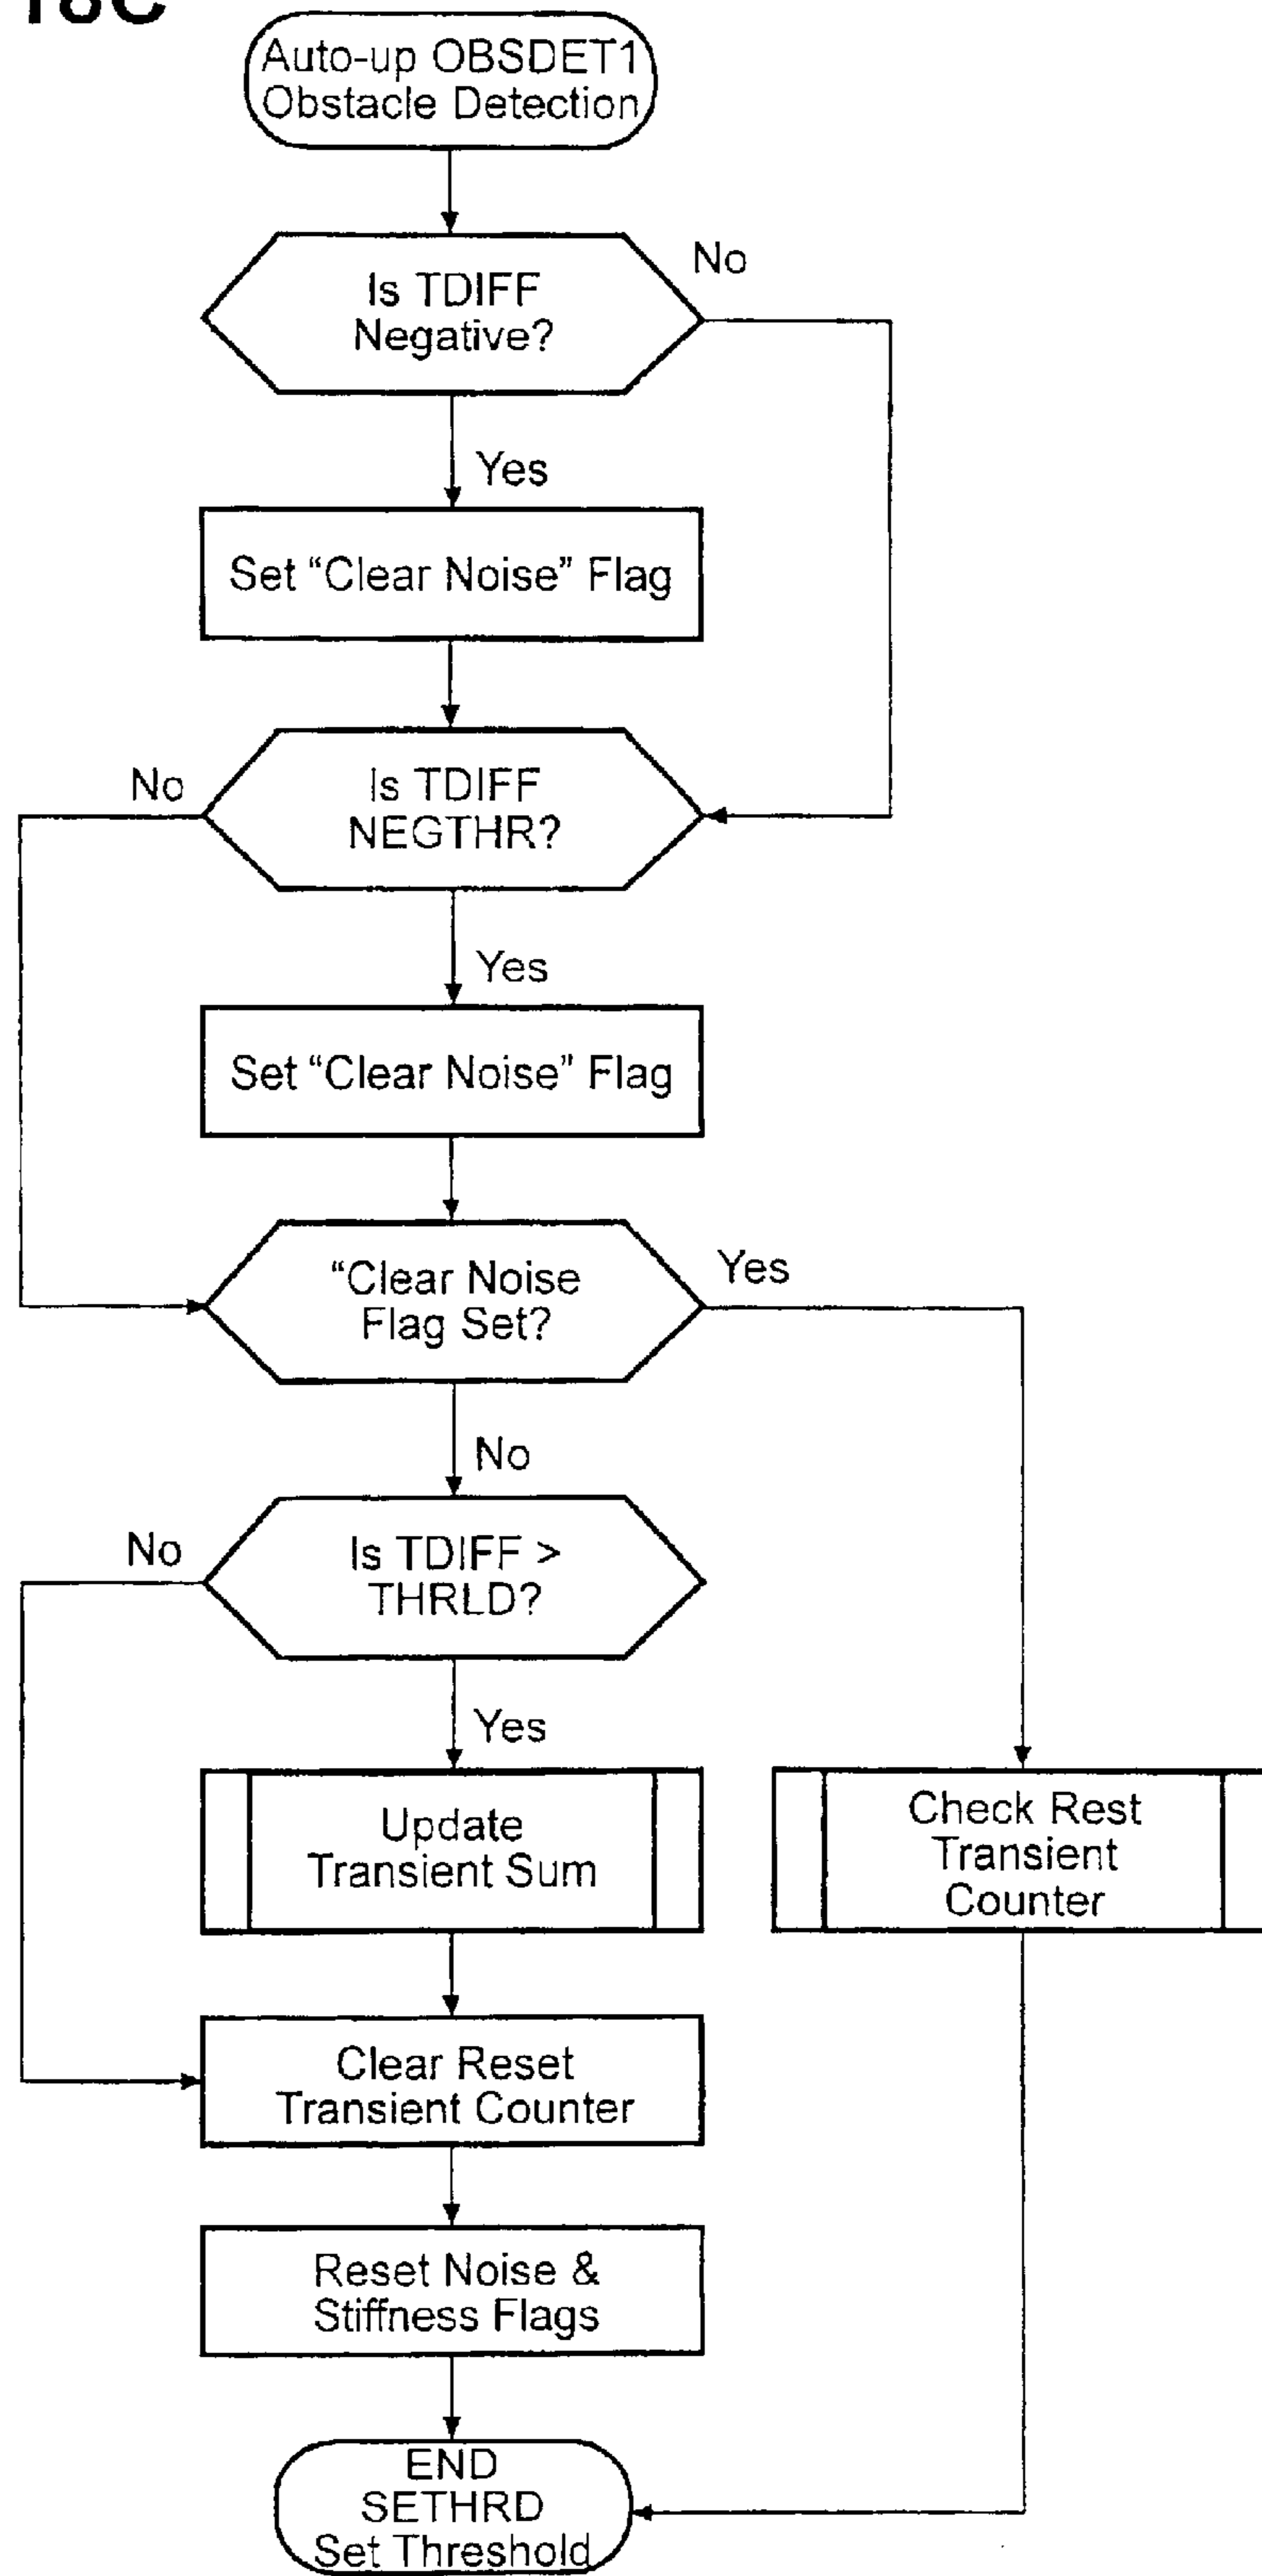 18C
Auto-up OBSDET1
Obstacle Detection
No
Is TDIFF
Negative?
Yes
Set “Clear Noise” Flag
No
Is TDIFF
NEGTHR?
Yes
Set “Clear Noise” Flag
“Clear Noise
Flag Set?
Yes
No
No
Is TDIFF >
THRLD?
Yes
Update
Transient Sum
Check Rest
Transient
Counter
Clear Reset
Transient Counter
Reset Noise &
Stiffness Flags
END
SETHRD
Set Threshold